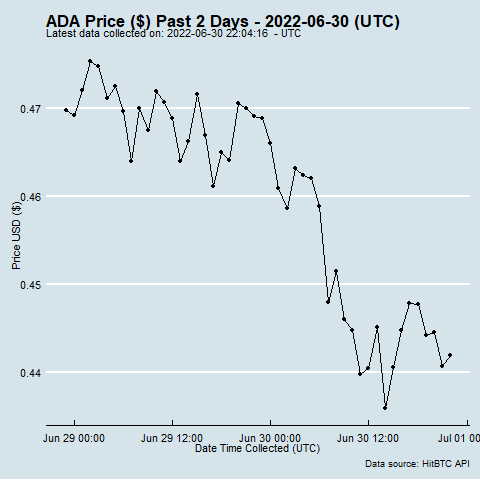 ADA Price ($) Past 2 Days - 2022-06-30 (UTC)
Latest data collected on: 2022-06-30 22:04:16  - UTC
0.47
0.46
0.45
0.44
Price USD ($)
Jun 29 00:00 Jun 29 12:00 Jun 30 00:00 Jun 30 12:00 Jul 01 00
Date Time Collected (UTC)
Data source: HitBTC API